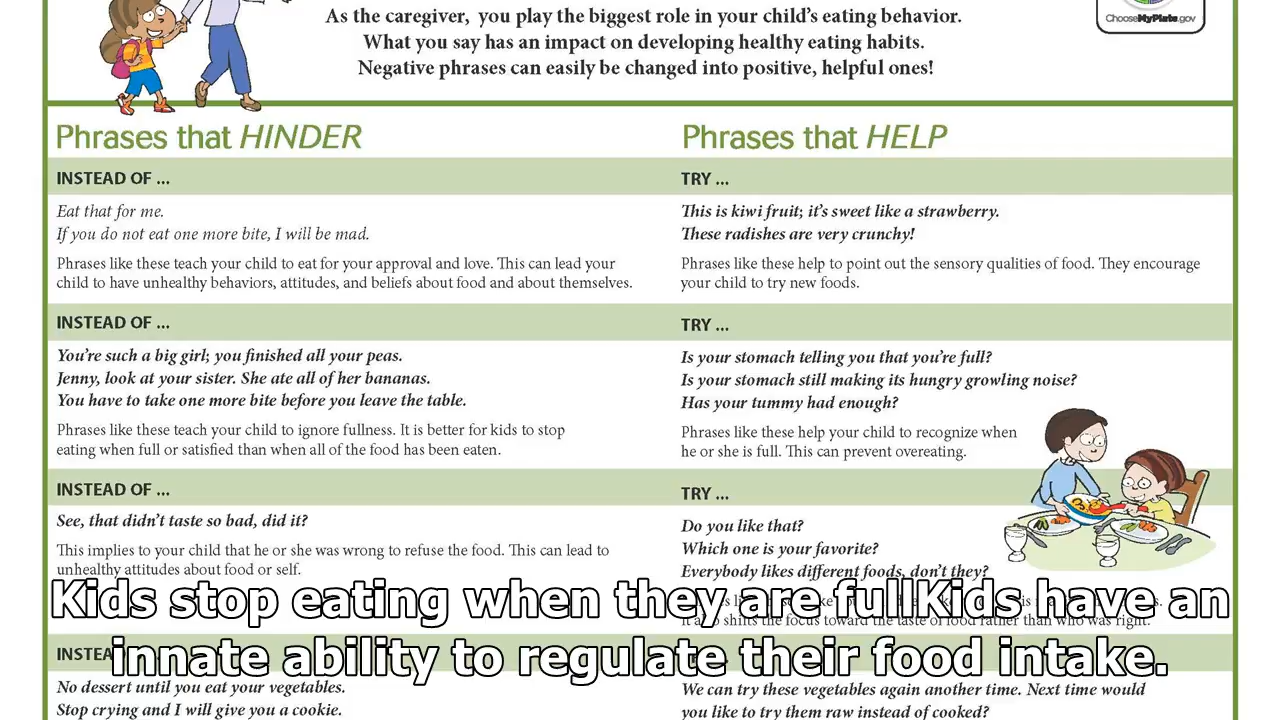 As the caregiver, you play the biggest role in your child's eating behavior.
What you say has an impact on developing healthy eating habits.
Negative phrases can easily be changed into positive, helpful ones!
ChooseMyPlate.gov
Phrases that HINDER
INSTEAD OF ...
Eat that for me.
If you do not eat one more bite, I will be mad.
Phrases like these teach your child to eat for your approval and love. This can lead your
child to have unhealthy behaviors, attitudes, and beliefs about food and about themselves.
Phrases that HELP
TRY ...
This is kiwi fruit; it's sweet like a strawberry.
These radishes are very crunchy!
Phrases like these help to point out the sensory qualities of food. They encourage
your child to try new foods.
INSTEAD OF ...
You're such a big girl; you finished all your peas.
Jenny, look at your sister. She ate all of her bananas.
You have to take one more bite before you leave the table.
Phrases like these teach your child to ignore fullness. It is better for kids to stop
eating when full or satisfied than when all of the food has been eaten.
TRY ...
Is your stomach telling you that you're full?
Is your stomach still making its hungry growling noise?
Has your tummy had enough?
Phrases like these help your child to recognize when
he or she is full. This can prevent overeating.
INSTEAD OF ...
See, that didn't taste so bad, did it?
This implies to your child that he or she was wrong to refuse the food. This can lead to
unhealthy attitudes about food or self.
TRY ...
Do you like that?
Which one is your favorite?
Everybody likes different foods, don't they?
It also shifts the focus toward the taste of food rather than who was right.
Kids stop eating when they are fullKids have an
innate ability to regulate their food intake.
No dessert until you eat your vegetables.
Stop crying and I will give you a cookie.
We can try these vegetables again another time. Next time would
you like to try them raw instead of cooked?